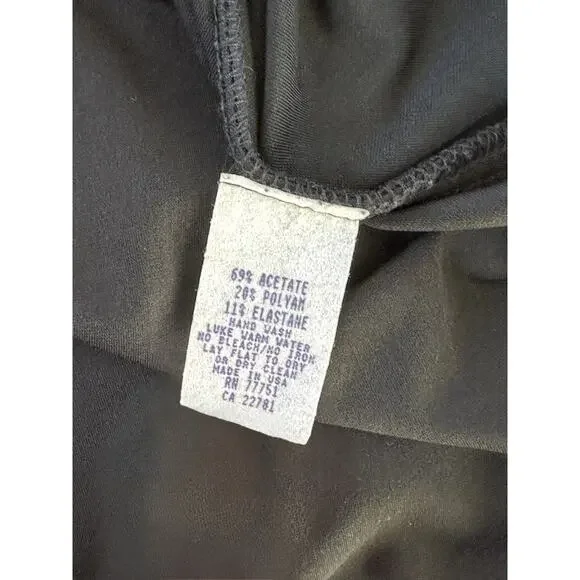 69% ACETATE
20% POLYAM
11% ELASTANE
HAND WASH
LUKE WARM WATER
NO BLEACH/NO IRON
LAY FLAT TO DRY
OR DRY CLEAN
MADE IN USA
RN 77751
CA 22781